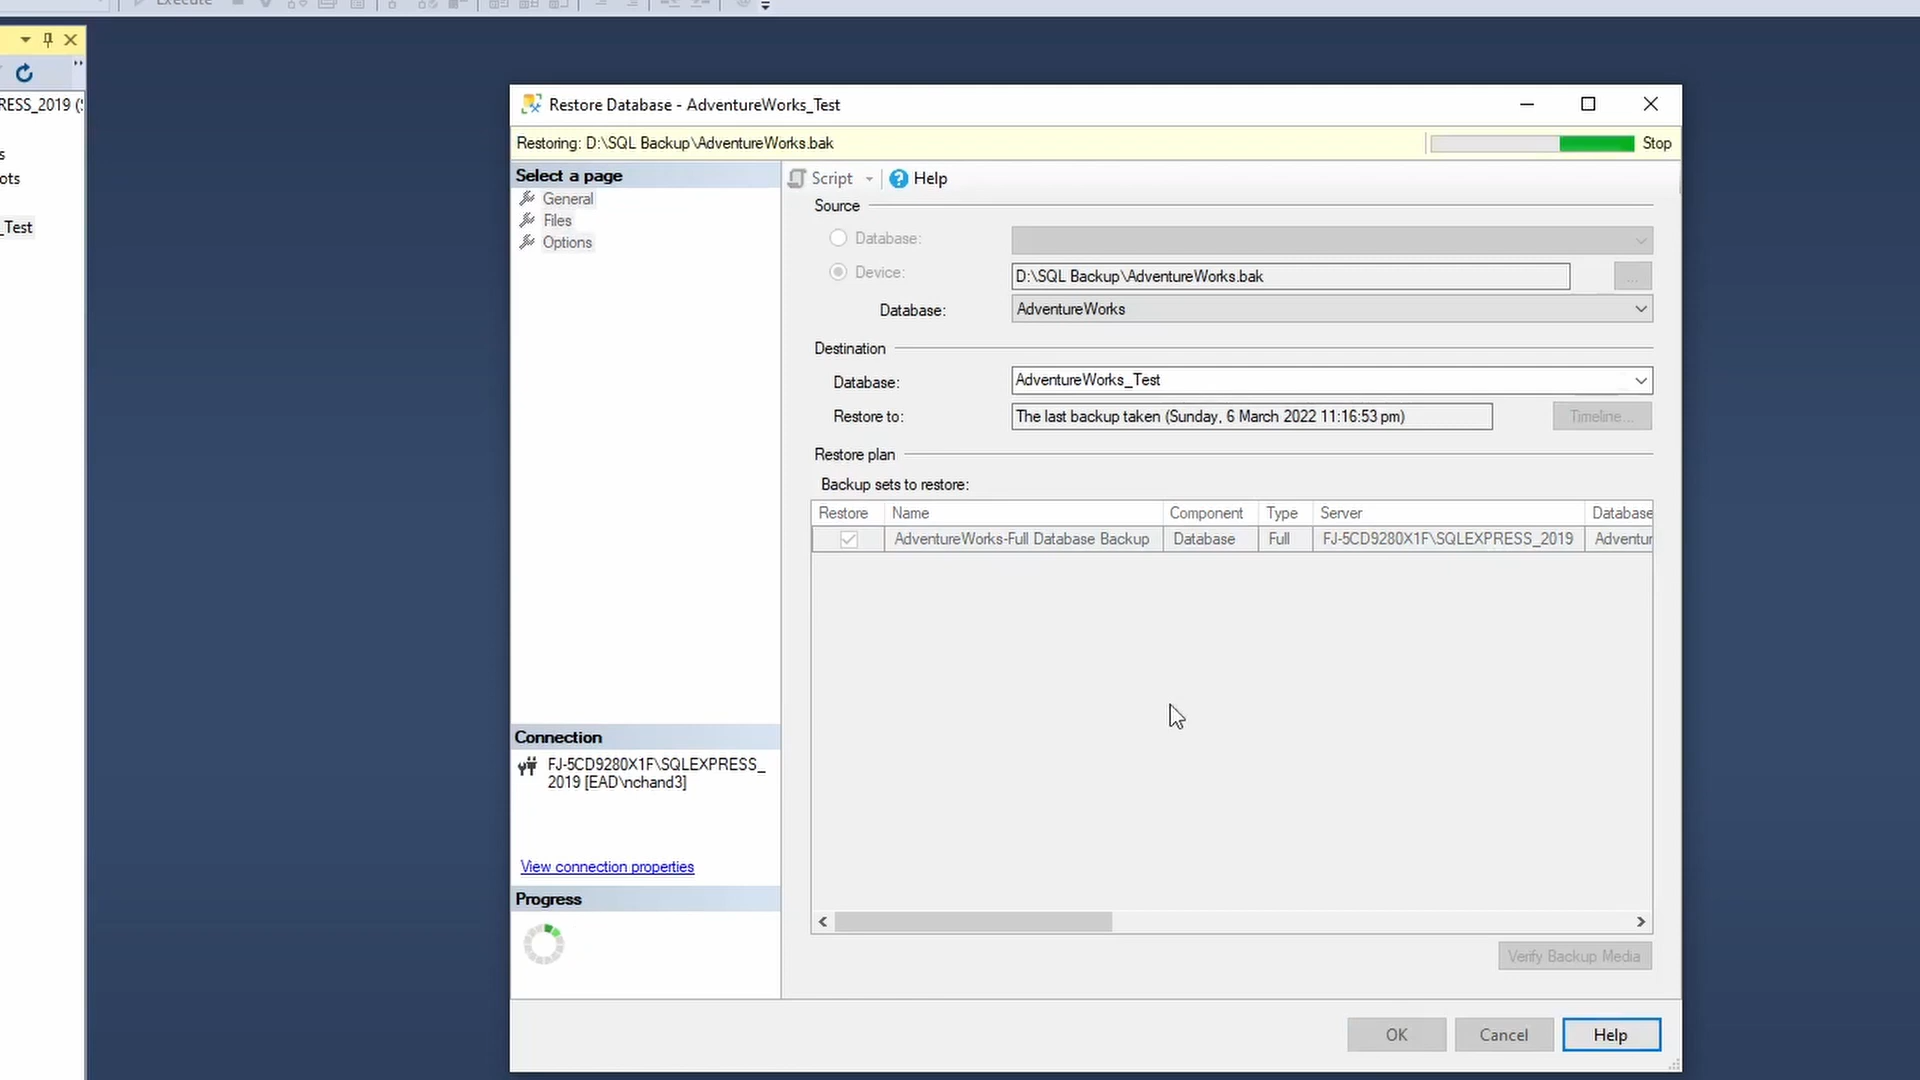 Execute
RESS_2019 (
s
ots
_Test
Restore Database - AdventureWorks_Test
Restoring: D:\SQL Backup\AdventureWorks.bak
Stop
Select a page
General
Files
Options
Script
Help
Source
Database:
Device:
D:\SQL Backup\AdventureWorks.bak
...
Database:
AdventureWorks
Destination
Database:
AdventureWorks_Test
Restore to:
The last backup taken (Sunday, 6 March 2022 11:16:53 pm)
Timeline...
Restore plan
Backup sets to restore:
Restore Name Component Type Server Database
AdventureWorks-Full Database Backup Database Full FJ-5CD9280X1F\SQLEXPRESS_2019 Adventur
Connection
FJ-5CD9280X1F\SQLEXPRESS_
2019 [EAD\nchand3]
View connection properties
Progress
Verify Backup Media
OK
Cancel
Help